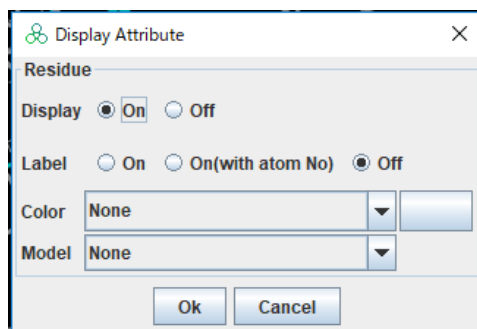 Display Attribute
Residue
Display On Off
Label On On(with atom No) Off
Color None
Model None
Ok Cancel